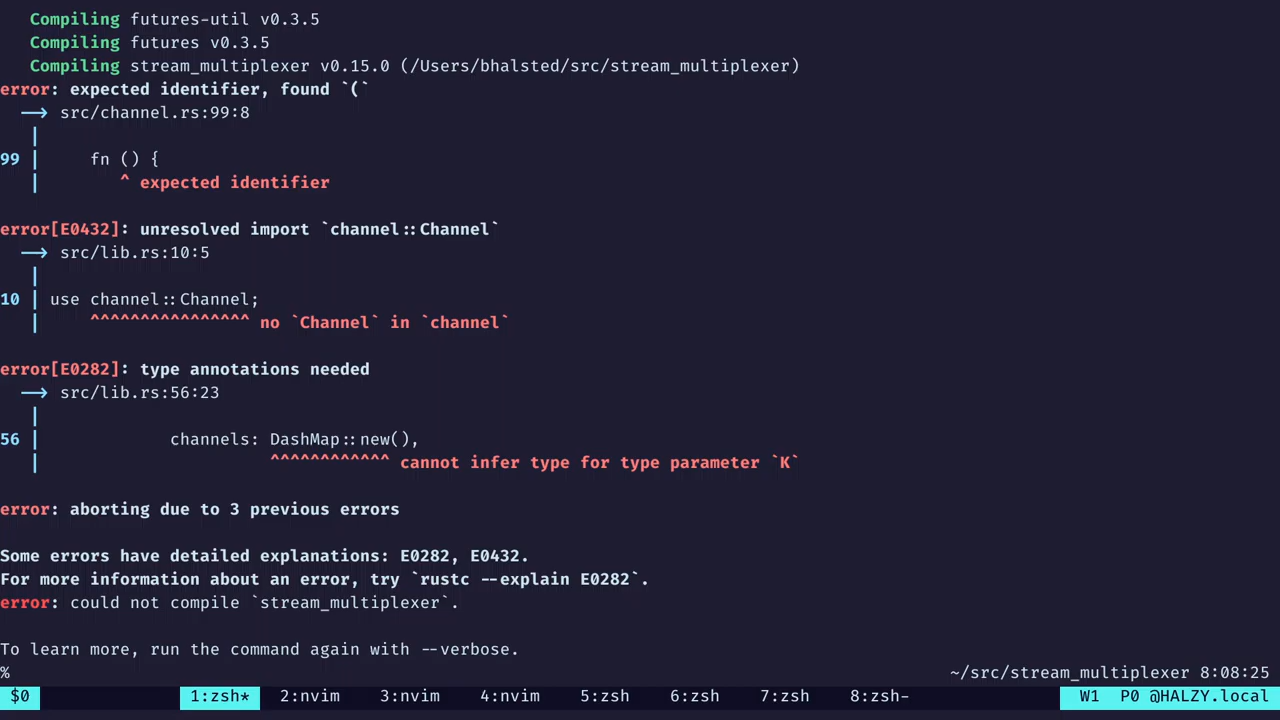 Compiling futures-util v0.3.5
   Compiling futures v0.3.5
   Compiling stream_multiplexer v0.15.0 (/Users/bhalsted/src/stream_multiplexer)
error: expected identifier, found `(`
  --> src/channel.rs:99:8
   |
99 |     fn () {
   |        ^ expected identifier

error[E0432]: unresolved import `channel::Channel`
  --> src/lib.rs:10:5
   |
10 | use channel::Channel;
   |     ^^^^^^^^^^^^^^^^ no `Channel` in `channel`

error[E0282]: type annotations needed
  --> src/lib.rs:56:23
   |
56 |             channels: DashMap::new(),
   |                       ^^^^^^^^^^^^ cannot infer type for type parameter `K`

error: aborting due to 3 previous errors

Some errors have detailed explanations: E0282, E0432.
For more information about an error, try `rustc --explain E0282`.
error: could not compile `stream_multiplexer`.

To learn more, run the command again with --verbose.
% ~/src/stream_multiplexer 8:08:25
$0 1:zsh* 2:nvim 3:nvim 4:nvim 5:zsh 6:zsh 7:zsh 8:zsh- W1 P0 @HALZY.local